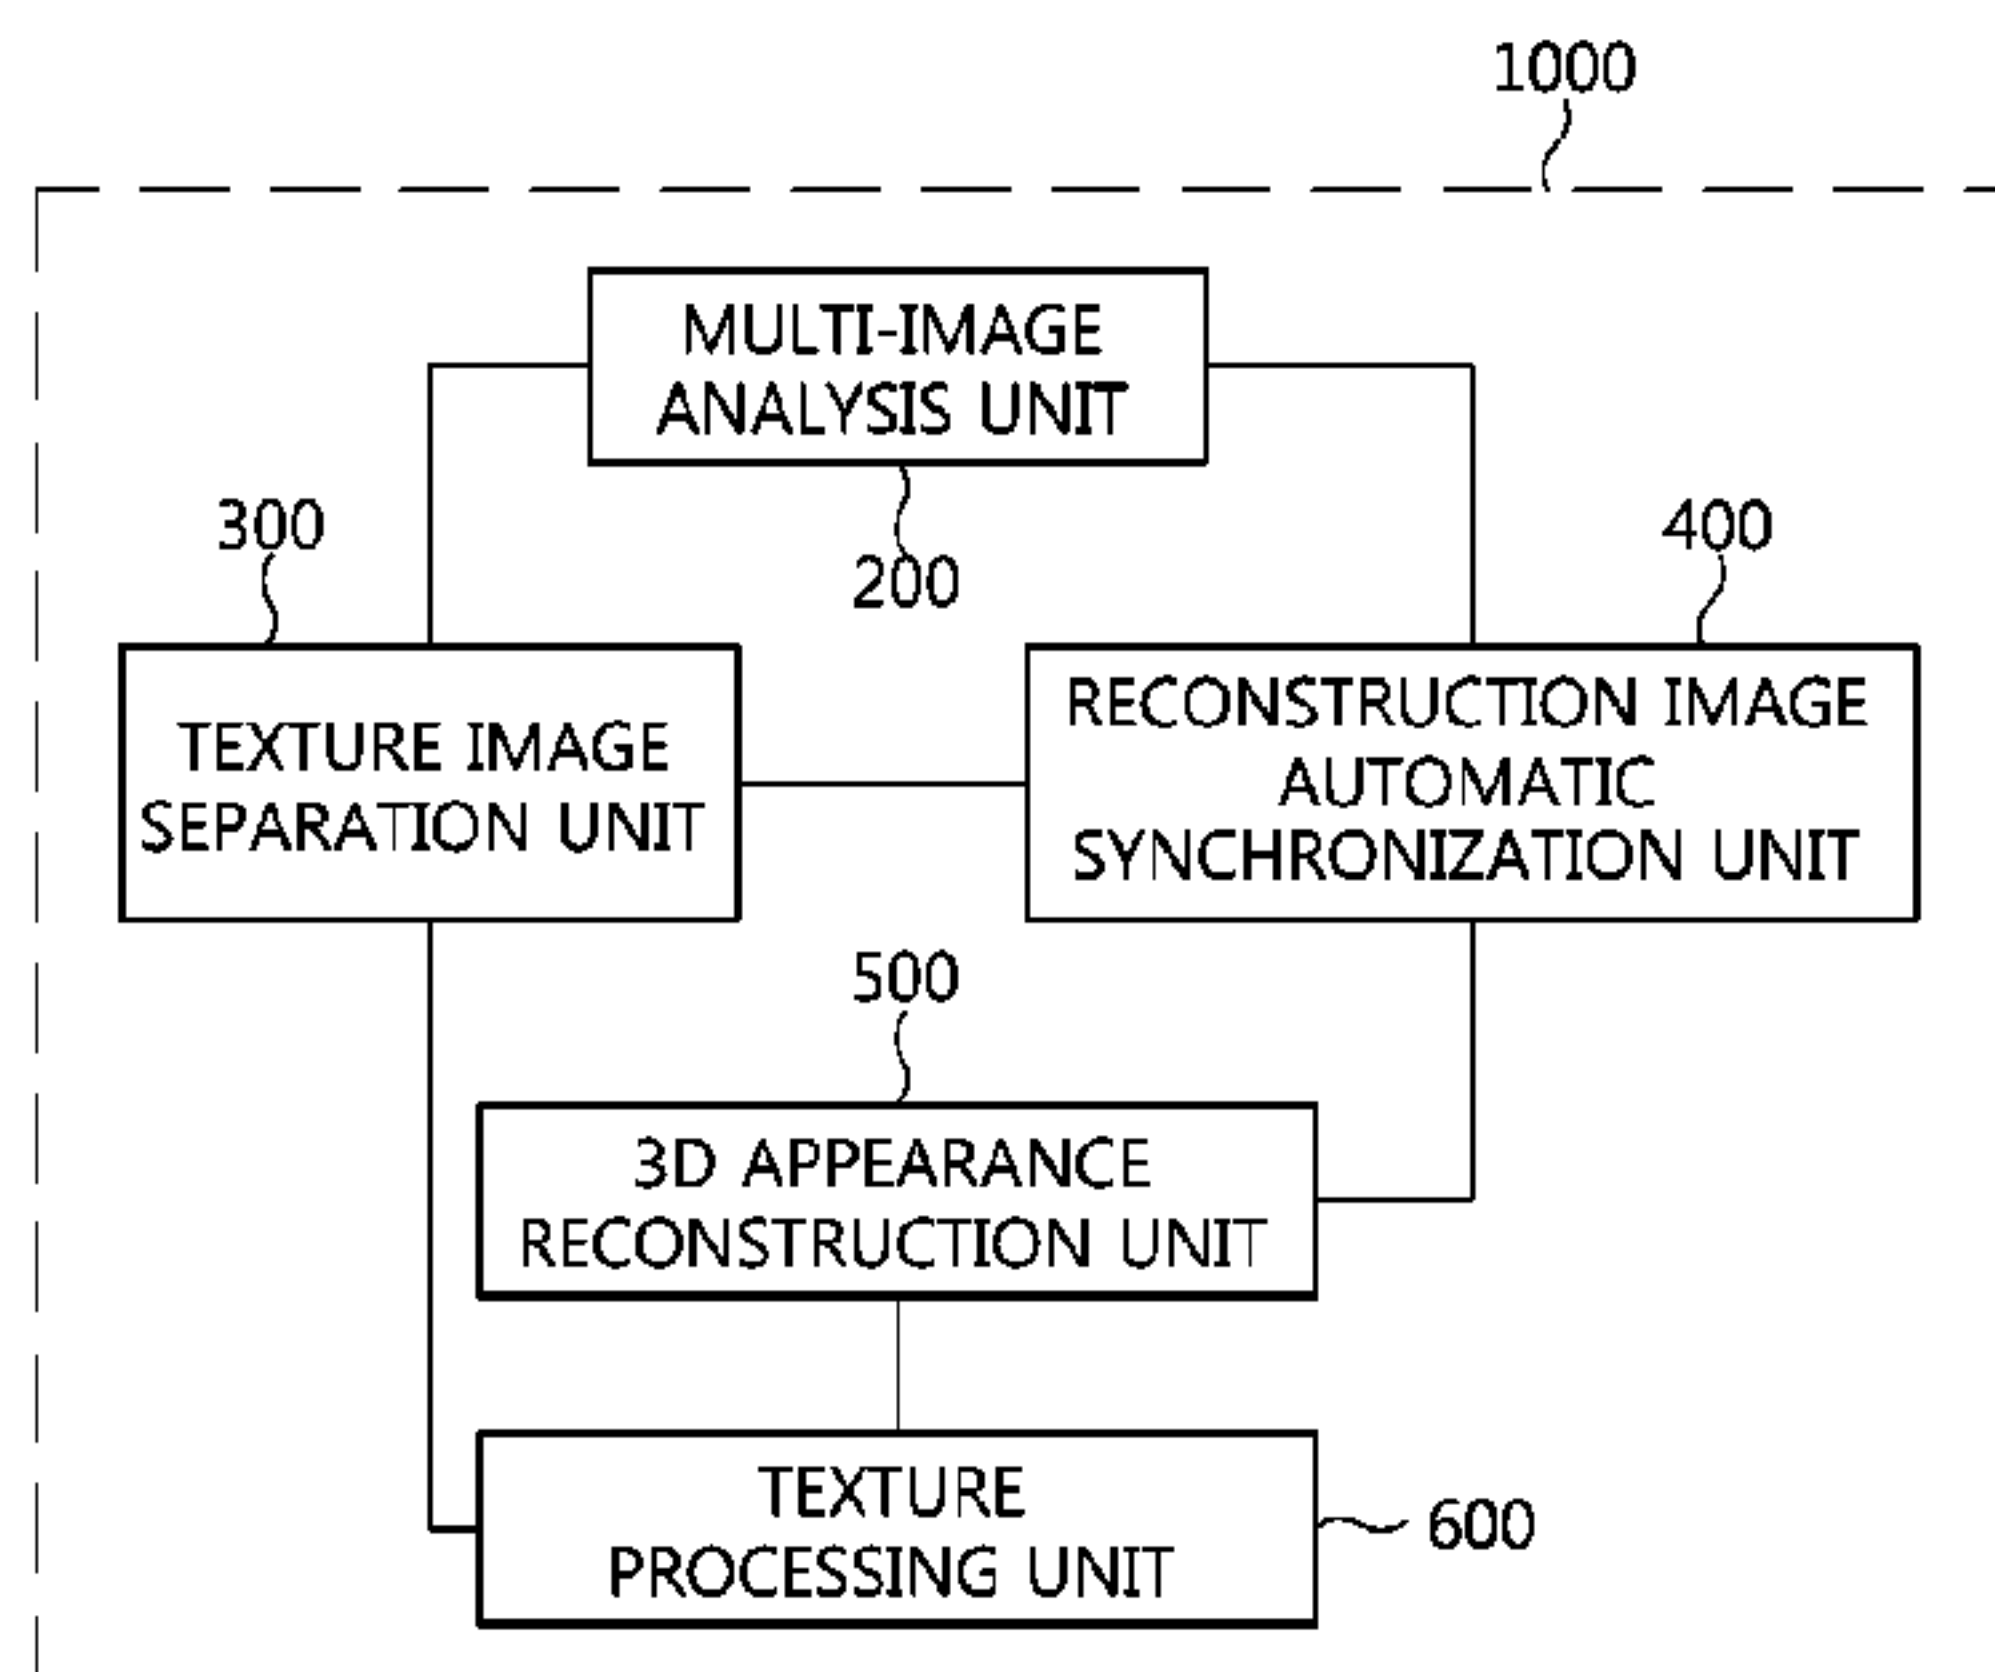 1000
MULTI-IMAGE
ANALYSIS UNIT
200
300
400
TEXTURE IMAGE
SEPARATION UNIT
RECONSTRUCTION IMAGE
AUTOMATIC
SYNCHRONIZATION UNIT
500
3D APPEARANCE
RECONSTRUCTION UNIT
TEXTURE
PROCESSING UNIT
600